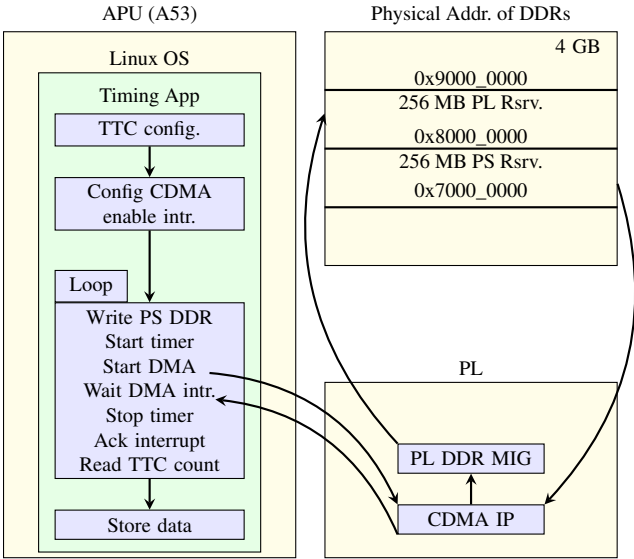 APU (A53)
Linux OS
Timing App
TTC config.
Config CDMA
enable intr.
Loop
Write PS DDR
Start timer
Start DMA
Wait DMA intr.
Stop timer
Ack interrupt
Read TTC count
Store data
Physical Addr. of DDRs
4 GB
0x9000_0000
256 MB PL Rsrv.
0x8000_0000
256 MB PS Rsrv.
0x7000_0000
PL
PL DDR MIG
CDMA IP